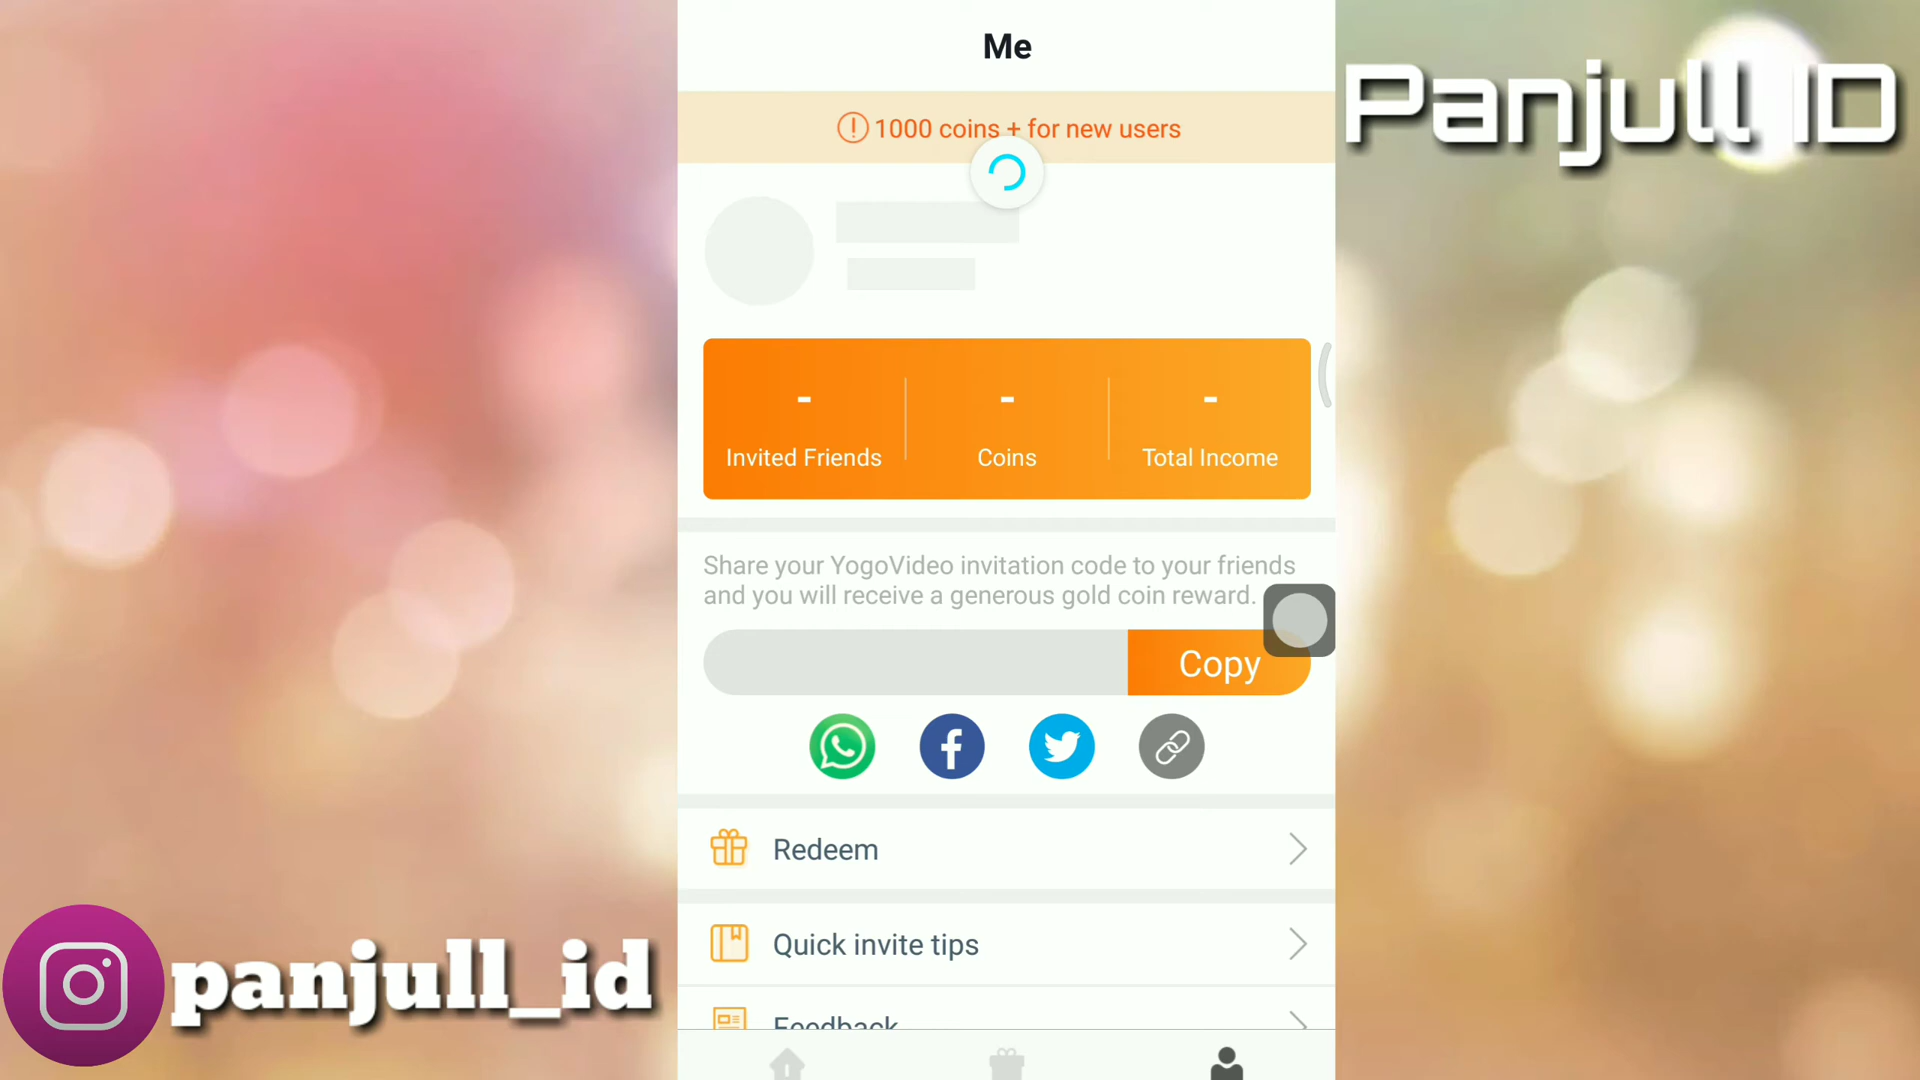 Me
Panjull ID
1000 coins + for new users
-
-
-
Invited Friends
Coins
Total Income
Share your YogoVideo invitation code to your friends
and you will receive a generous gold coin reward.
Copy
Redeem
Quick invite tips
Feedback
panjull_id